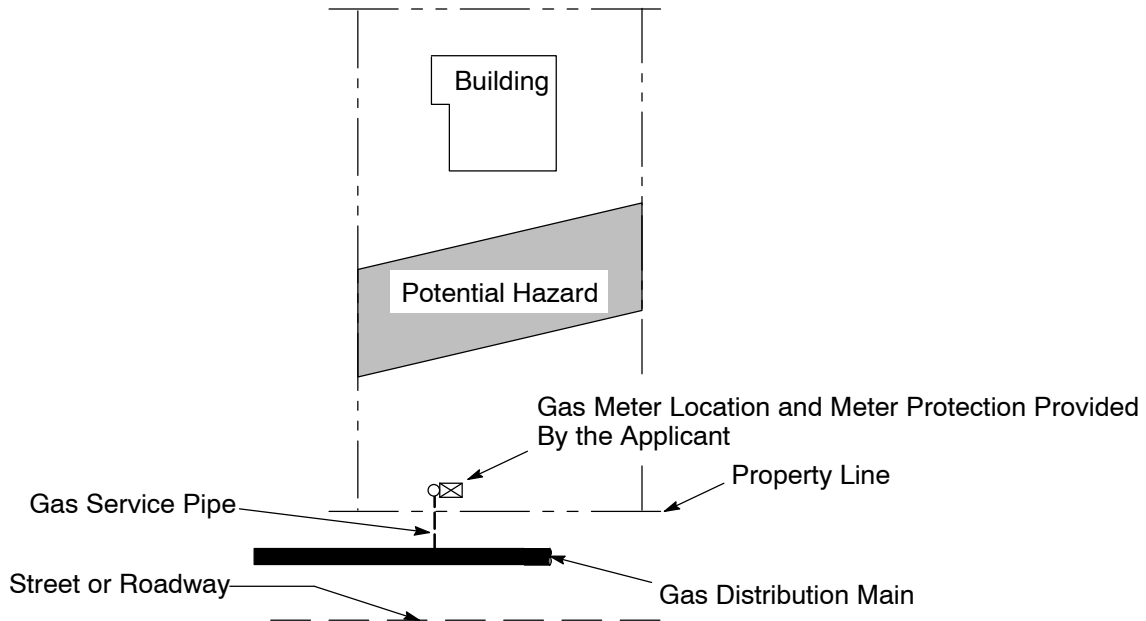 Building
Potential Hazard
Gas Meter Location and Meter Protection Provided
By the Applicant
Property Line
Gas Service Pipe
Street or Roadway
Gas Distribution Main